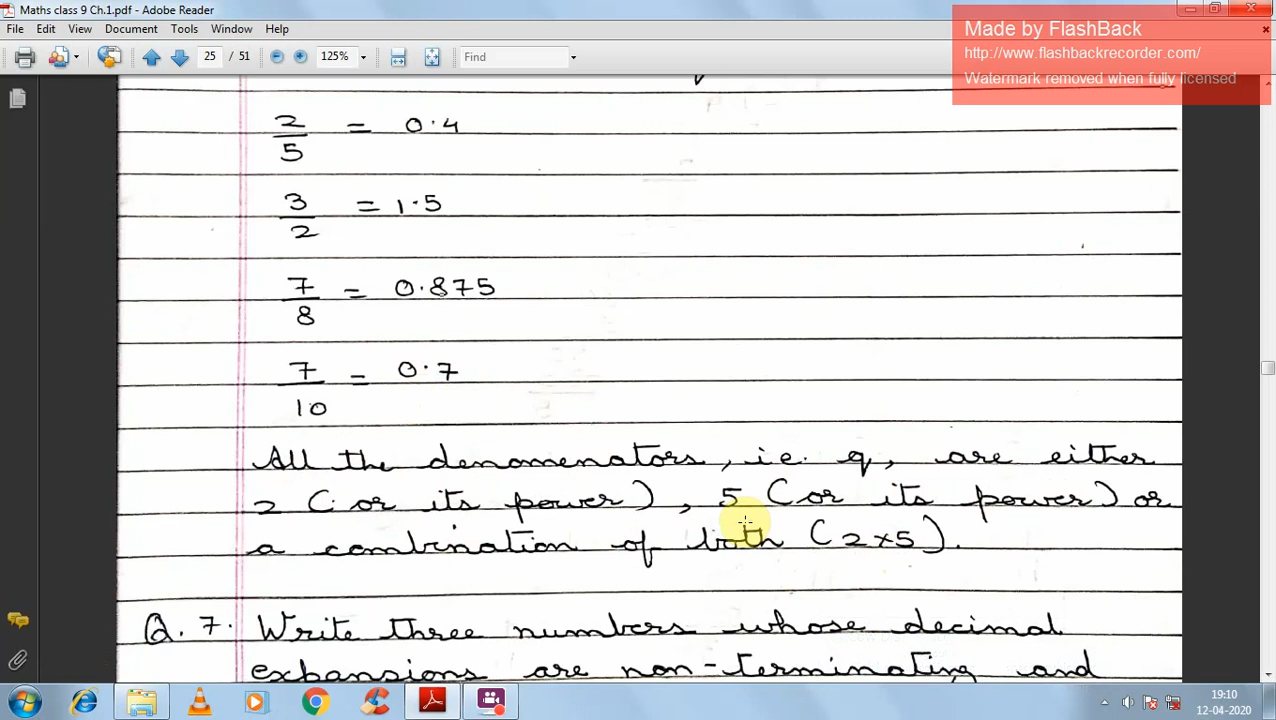 Maths class 9 Ch.1.pdf - Adobe Reader
File Edit View Document Tools Window Help
25 / 51 125% Find
Made by FlashBack
http://www.flashbackrecorder.com/
Watermark removed when fully licensed
2/5 = 0.4
3/2 = 1.5
7/8 = 0.875
7/10 = 0.7
All the denomenators, i.e. q, are either
2 (or its power), 5 (or its power) or
a combination of both (2×5).
Q.7. Write three numbers whose decimal
expansions are non-terminating and
19:10
12-04-2020